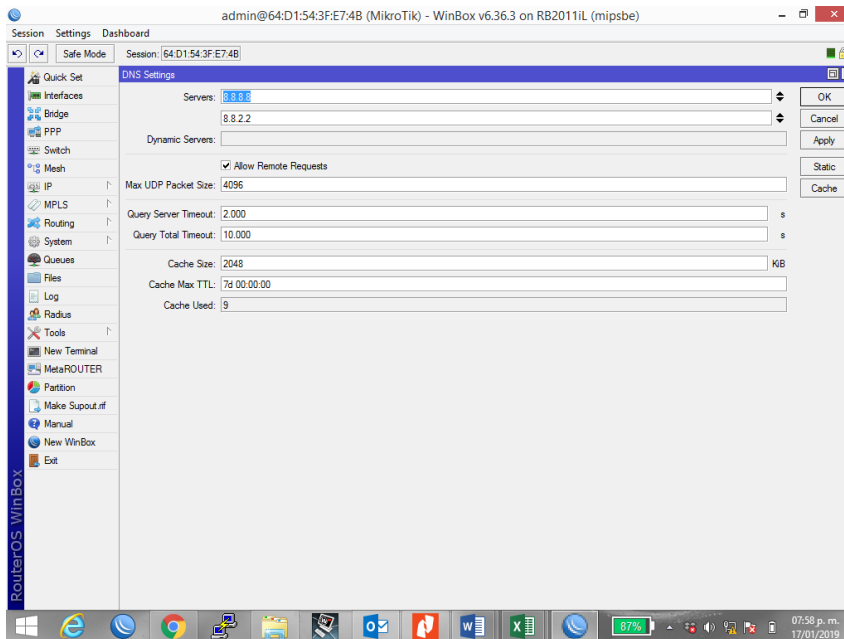 admin@64:D1:54:3F:E7:4B (MikroTik) - WinBox v6.36.3 on RB2011iL (mipsbe)
Session Settings Dashboard
Safe Mode Session: 64:D1:54:3F:E7:4B
Quick Set
Interfaces
Bridge
PPP
Switch
Mesh
IP
MPLS
Routing
System
Queues
Files
Log
Radius
Tools
New Terminal
MetaROUTER
Partition
Make Supout.rif
Manual
New WinBox
Exit
RouterOS WinBox
DNS Settings
Servers: 8.8.8.8
8.8.2.2
Dynamic Servers:
Allow Remote Requests
Max UDP Packet Size: 4096
Query Server Timeout: 2.000 s
Query Total Timeout: 10.000 s
Cache Size: 2048 KiB
Cache Max TTL: 7d 00:00:00
Cache Used: 9
OK
Cancel
Apply
Static
Cache
87%
07:58 p. m.
17/01/2019